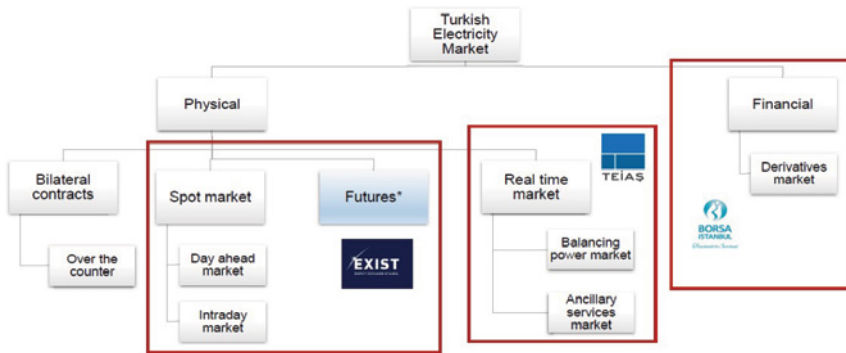 Turkish
Electricity
Market
Physical
Financial
Bilateral
contracts
Spot market
Futures*
Real time
market
TEİAŞ
Derivatives
market
Over the
counter
Day ahead
market
EXIST
Balancing
power market
BORSA
ISTANBUL
Intraday
market
Ancillary
services
market